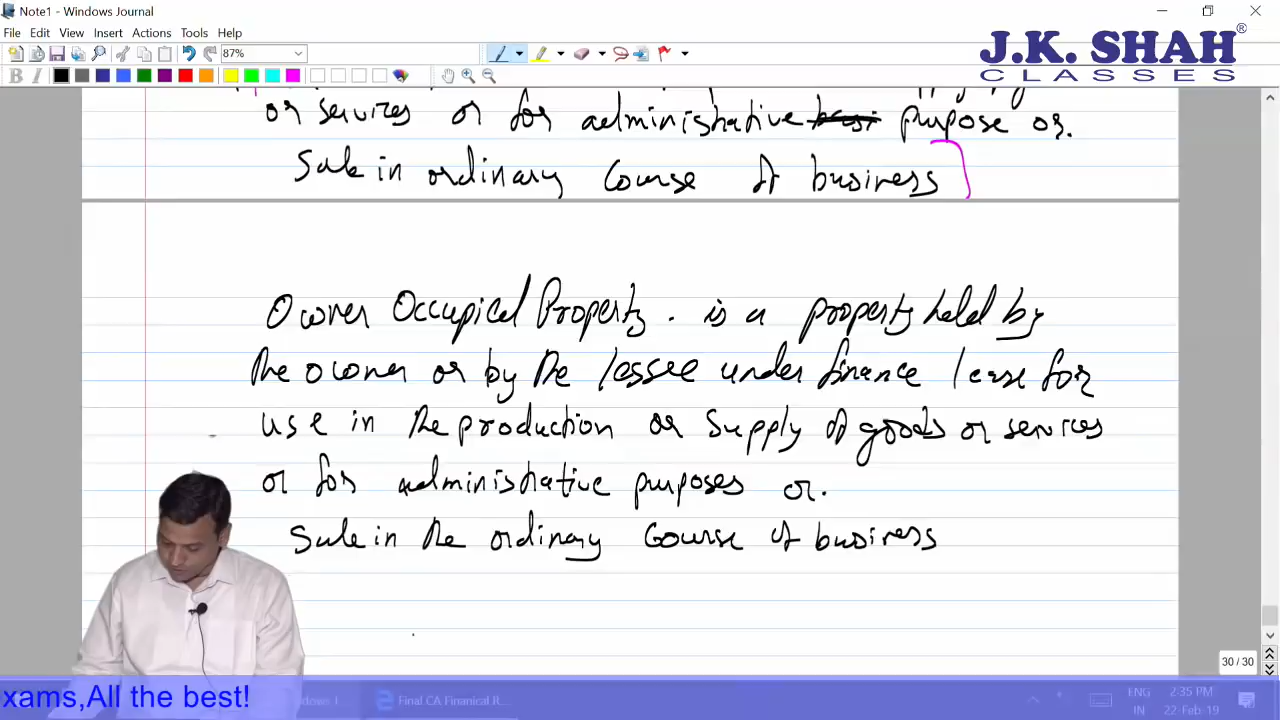 Note1 - Windows Journal
File Edit View Insert Actions Tools Help
87%
B I
J.K. SHAH®
CLASSES
or services or for administrative purpose or.
Sale in ordinary Course of business
Owner Occupied Property. is a property held by
the owner or by the lessee under finance lease for
use in the production or supply of goods or services
or for administrative purposes or.
Sale in the ordinary Course of business
30 / 30
xams,All the best!
Final CA Finanical R...
ENG
IN
2:35 PM
22-Feb-19